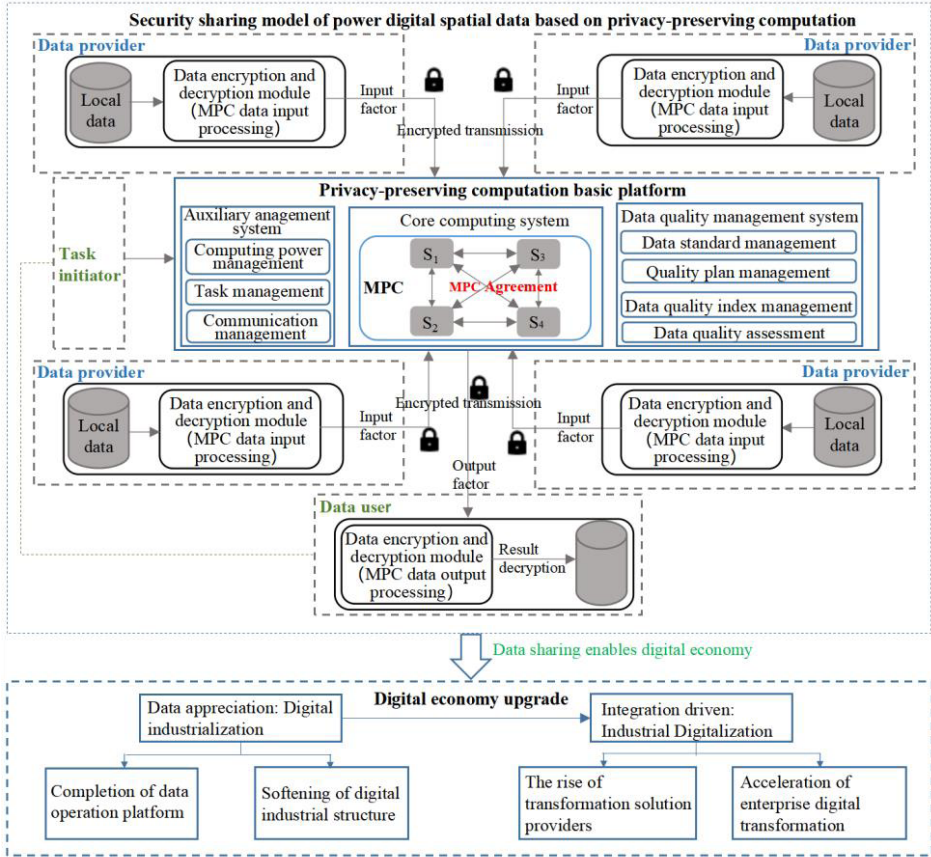 Security sharing model of power digital spatial data based on privacy-preserving computation
Data provider
Local
data
Data encryption and
decryption module
(MPC data input
processing)
Input
factor
Encrypted transmission
Data provider
Input
factor
Data encryption and
decryption module
(MPC data input
processing)
Local
data
Task
initiator
Privacy-preserving computation basic platform
Auxiliary anagement
system
Computing power
management
Task management
Communication
management
Core computing system
MPC
S1
S3
MPC Agreement
S2
S4
Data quality management system
Data standard management
Quality plan management
Data quality index management
Data quality assessment
Data provider
Local
data
Data encryption and
decryption module
(MPC data input
processing)
Input
factor
Encrypted transmission
Data provider
Input
factor
Data encryption and
decryption module
(MPC data input
processing)
Local
data
Output
factor
Data user
Data encryption and
decryption module
(MPC data output
processing)
Result
decryption
Data sharing enables digital economy
Digital economy upgrade
Data appreciation: Digital
industrialization
Integration driven:
Industrial Digitalization
Completion of data
operation platform
Softening of digital
industrial structure
The rise of
transformation solution
providers
Acceleration of
enterprise digital
transformation